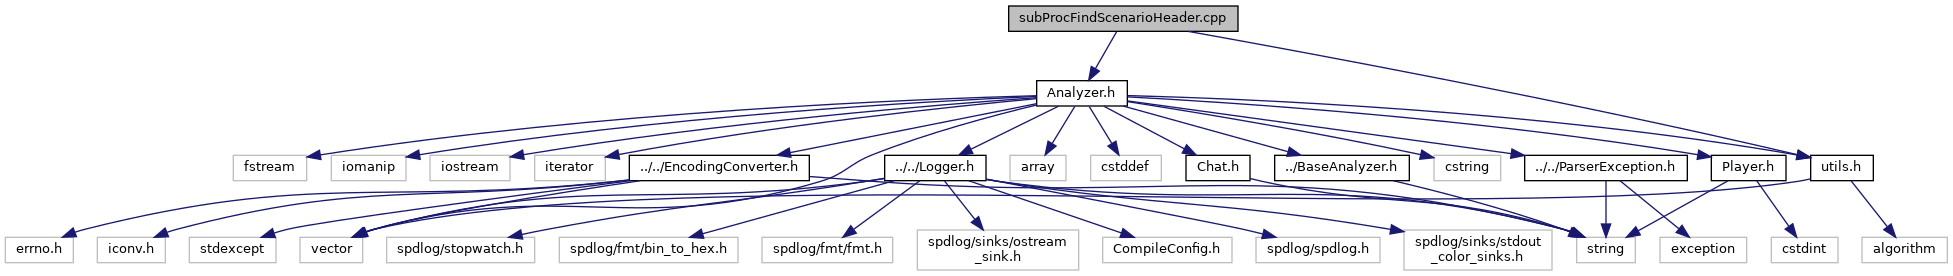 subProcFindScenarioHeader.cpp
Analyzer.h
fstream
iomanip
iostream
iterator
../../EncodingConverter.h
../../Logger.h
array
cstddef
Chat.h
../BaseAnalyzer.h
cstring
../../ParserException.h
Player.h
utils.h
errno.h
iconv.h
stdexcept
vector
spdlog/stopwatch.h
spdlog/fmt/bin_to_hex.h
spdlog/fmt/fmt.h
spdlog/sinks/ostream
_sink.h
CompileConfig.h
spdlog/spdlog.h
spdlog/sinks/stdout
_color_sinks.h
string
exception
cstdint
algorithm